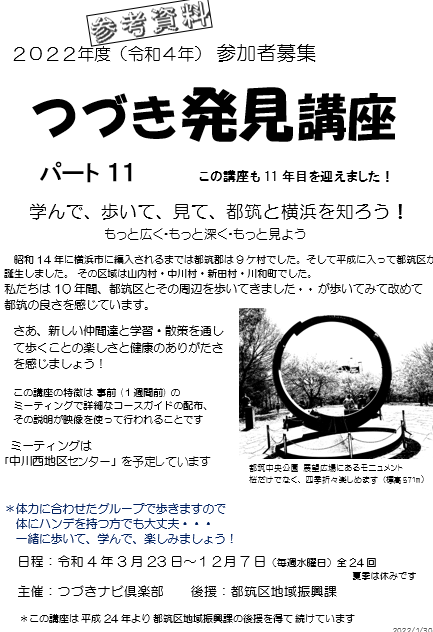 参考資料
２０２２年度（令和４年） 参加者募集
つづき発見講座
パート 11
この講座も 11 年目を迎えました！
学んで、歩いて、見て、都筑と横浜を知ろう！
もっと広く・もっと深く・もっと見よう
昭和 14 年に横浜市に編入されるまでは都筑郡は 9 ヶ村でした。そして平成に入って都筑区が
誕生しました。 その区域は山内村・中川村・新田村・川和町でした。
私たちは 10 年間、都筑区とその周辺を歩いてきました・・が歩いてみて改めて
都筑の良さを感じています。
さあ、新しい仲間達と学習・散策を通し
て歩くことの楽しさと健康のありがたさ
を感じましょう！
この講座の特徴は 事前 (１週間前) の
ミーティングで詳細なコースガイドの配布、
その説明が映像を使って行われることです
ミーティングは
「中川西地区センター」を予定しています
都筑中央公園 展望広場にあるモニュメント
桜だけでなく、四季折々楽しめます（標高 571m）
＊体力に合わせたグループで歩きますので
体にハンデを持つ方でも大丈夫・・・
一緒に歩いて、学んで、楽しみましょう！
日程：令和４年３月２３日～１２月７日（毎週水曜日）全 24 回
夏季は休みです
主催：つづきナビ倶楽部　　後援：都筑区地域振興課
＊この講座は 平成 24 年より 都筑区地域振興課の後援を得て 続けています
2022/1/30